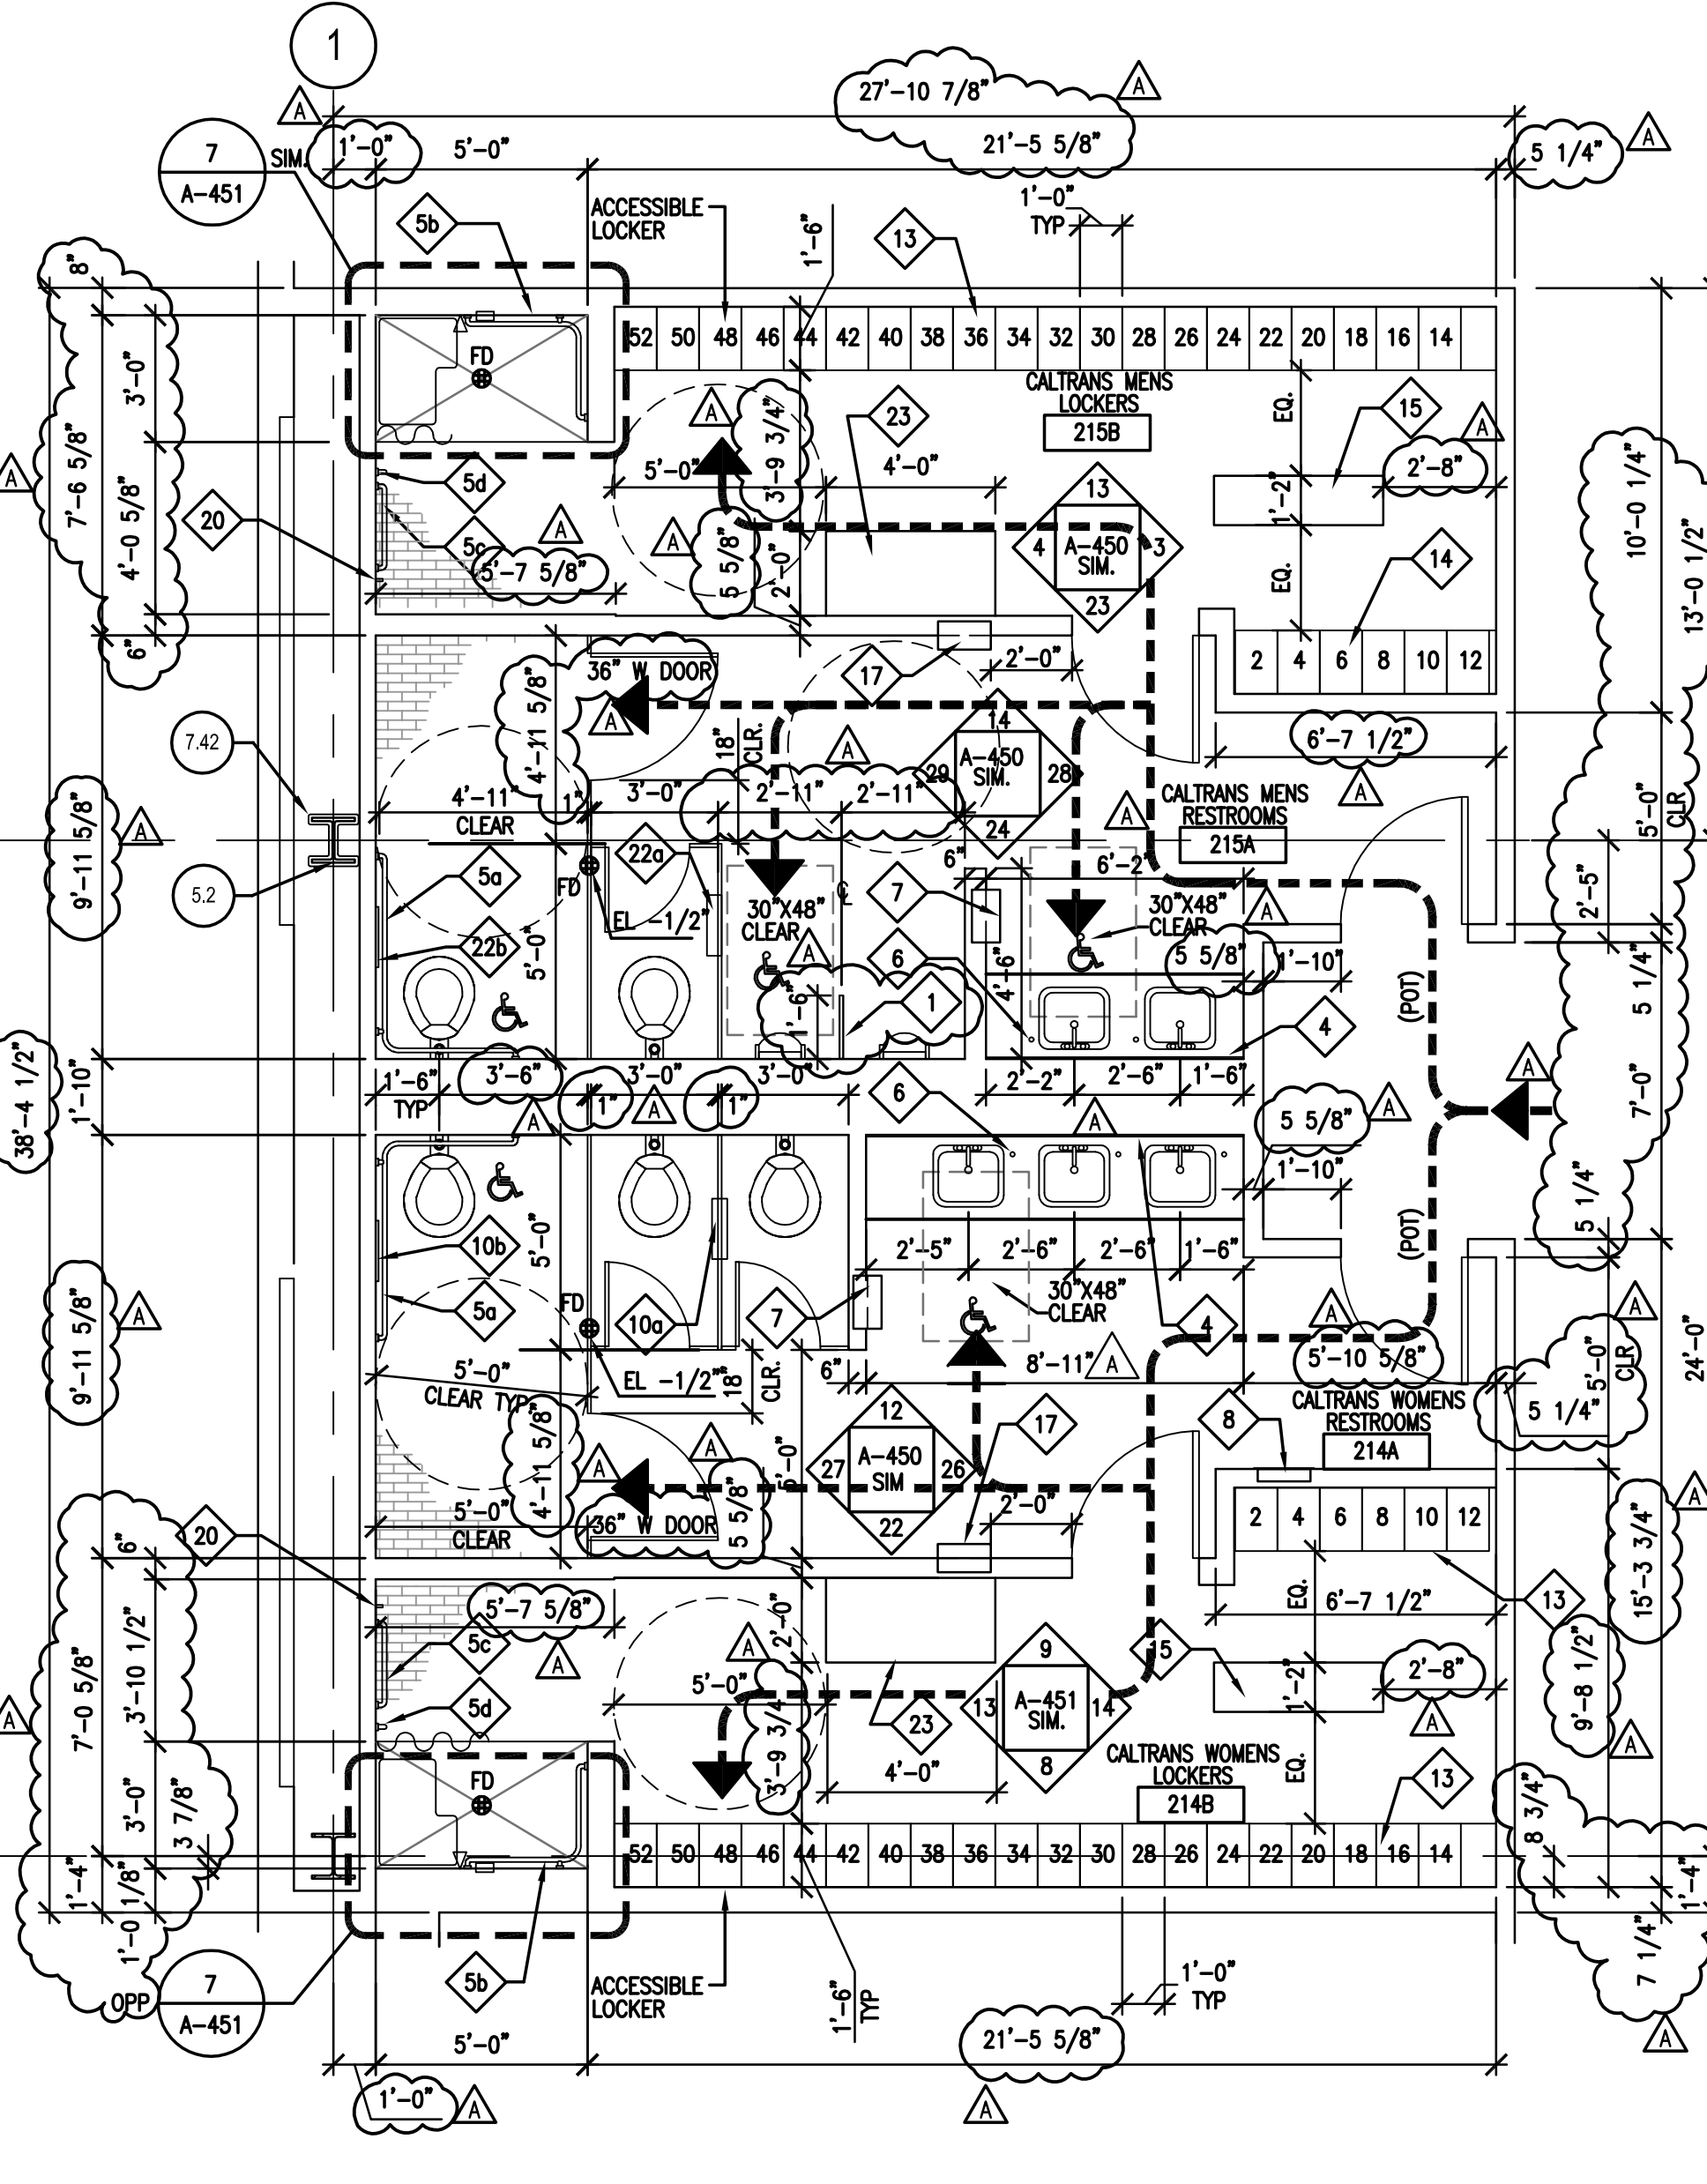 1
A
27'-10 7/8"
A
7
A-451
SIM.
1'-0"
5'-0"
21'-5 5/8"
5 1/4"
A
5b
ACCESSIBLE
LOCKER
1'-6"
13
1'-0"
TYP
8"
52 50 48 46 44 42 40 38 36 34 32 30 28 26 24 22 20 18 16 14
FD
CALTRANS MENS
LOCKERS
215B
3'-0"
7'-6 5/8"
4'-0 5/8"
6"
A
A
3'-9 3/4"
23
EQ.
15
A
5'-0"
4'-0"
2'-8"
1'-2"
10'-0 1/4"
13'-0 1/2"
5d
20
5c
A
A
5'-7 5/8"
5 5/8"
2'-0"
13
4
A-450
SIM.
3
23
EQ.
14
2 4 6 8 10 12
36" W DOOR
4'-11 5/8"
A
17
2'-0"
14
29
A-450
SIM.
28
24
6'-7 1/2"
A
7.42
18"
CLR.
A
4'-11"
CLEAR
1"
3'-0"
2'-11"
2'-11"
A
CALTRANS MENS
RESTROOMS
215A
5'-0"
CLR
9'-11 5/8"
A
5.2
5a
FD
22a
EL -1/2"
30"X48"
CLEAR
A
CL
6"
7
6'-2"
30"X48"
CLEAR
A
2'-5"
22b
5'-0"
6
4'-6"
5 5/8"
1'-10"
5 1/4"
1'-6"
1
(POT)
4
38'-4 1/2"
1'-10"
1'-6"
TYP
3'-6"
3'-0"
3'-0"
2'-2"
2'-6"
1'-6"
A
1"
A
1"
6
A
5 5/8"
A
A
7'-0"
1'-10"
10b
5'-0"
2'-5"
2'-6"
2'-6"
1'-6"
(POT)
5 1/4"
9'-11 5/8"
A
5a
FD
10a
7
30"X48"
CLEAR
4
A
A
5'-0"
CLEAR TYP
EL -1/2"
18"
CLR.
6"
8'-11"
A
5'-10 5/8"
5'-0"
CLR
24'-0"
5 1/4"
4'-11 5/8"
A
A
12
27
A-450
SIM
26
22
17
8
CALTRANS WOMENS
RESTROOMS
214A
5'-0"
5'-0"
CLEAR
36" W DOOR
5 5/8"
2'-0"
2 4 6 8 10 12
A
15'-3 3/4"
20
6"
5'-7 5/8"
5c
A
A
2'-0"
9
13
A-451
SIM.
14
8
EQ.
6'-7 1/2"
13
15
9'-8 1/2"
A
A
7'-0 5/8"
3'-10 1/2"
5d
5'-0"
3'-9 3/4"
23
1'-2"
2'-8"
A
4'-0"
CALTRANS WOMENS
LOCKERS
214B
EQ.
13
FD
3'-0"
3 7/8"
8 3/4"
52 50 48 46 44 42 40 38 36 34 32 30 28 26 24 22 20 18 16 14
1'-4"
1'-0 1/8"
1'-4"
7 1/4"
A
OPP
7
A-451
5b
ACCESSIBLE
LOCKER
1'-6"
TYP
1'-0"
TYP
5'-0"
21'-5 5/8"
1'-0"
A
A